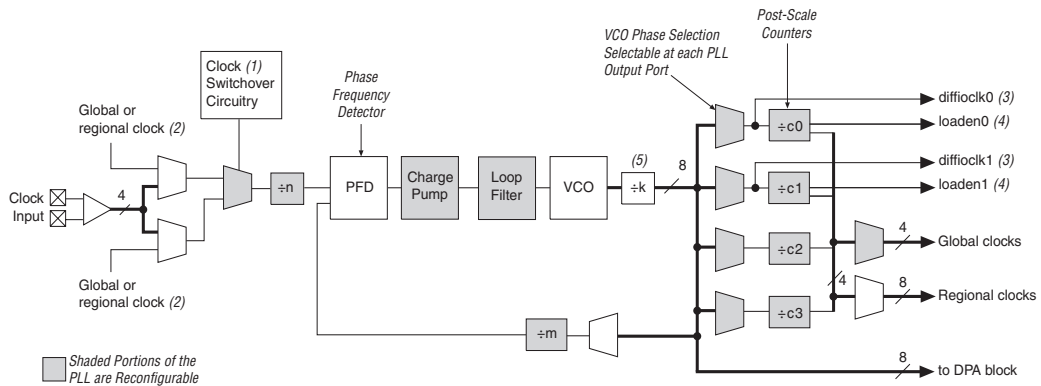 Post-Scale
Counters
VCO Phase Selection
Selectable at each PLL
Output Port
Clock (1)
Switchover
Circuitry
Phase
Frequency
Detector
Global or
regional clock (2)
diffioclk0 (3)
÷c0
loaden0 (4)
diffioclk1 (3)
(5)
8
÷n
PFD
Charge
Pump
Loop
Filter
VCO
÷k
÷c1
loaden1 (4)
Clock
Input
4
÷c2
4
Global clocks
Global or
regional clock (2)
4
8
Regional clocks
÷c3
÷m
8
to DPA block
Shaded Portions of the
PLL are Reconfigurable